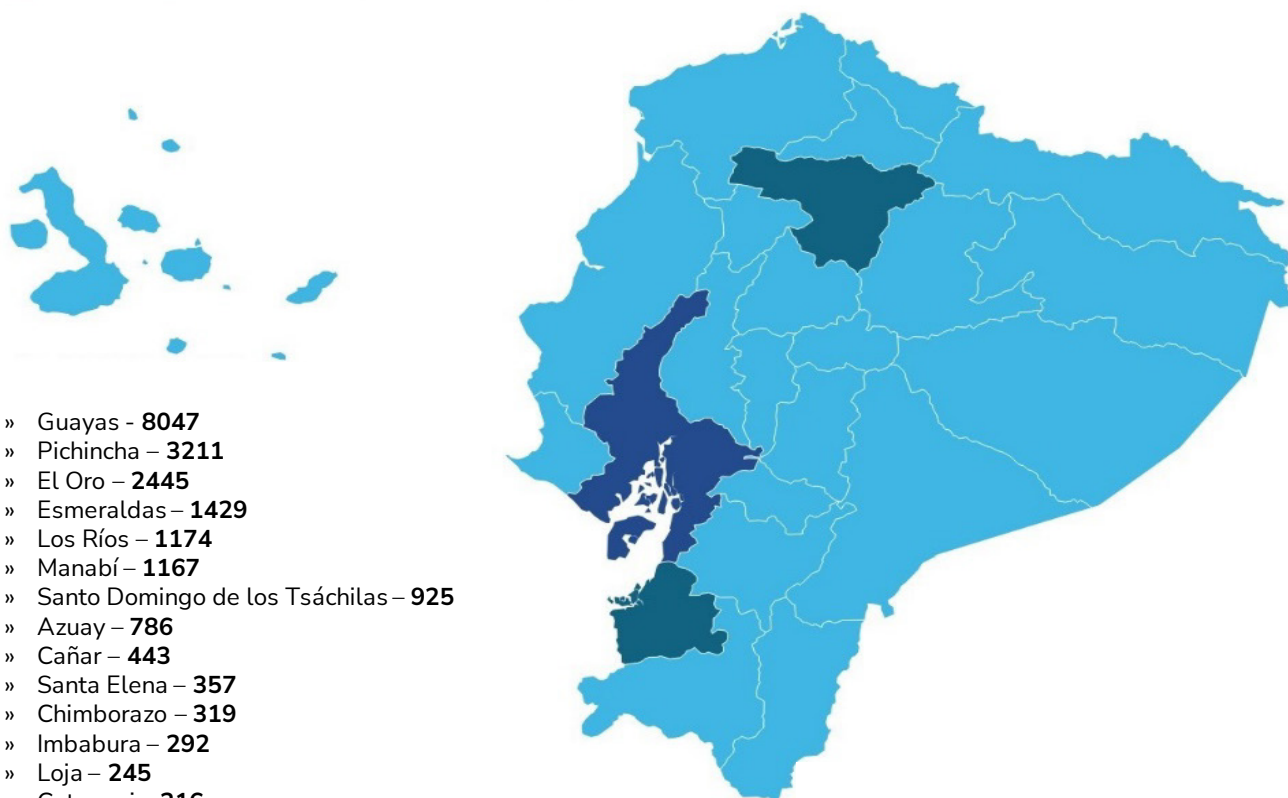 » Guayas - 8047
» Pichincha – 3211
» El Oro – 2445
» Esmeraldas – 1429
» Los Ríos – 1174
» Manabí – 1167
» Santo Domingo de los Tsáchilas – 925
» Azuay – 786
» Cañar – 443
» Santa Elena – 357
» Chimborazo – 319
» Imbabura – 292
» Loja – 245